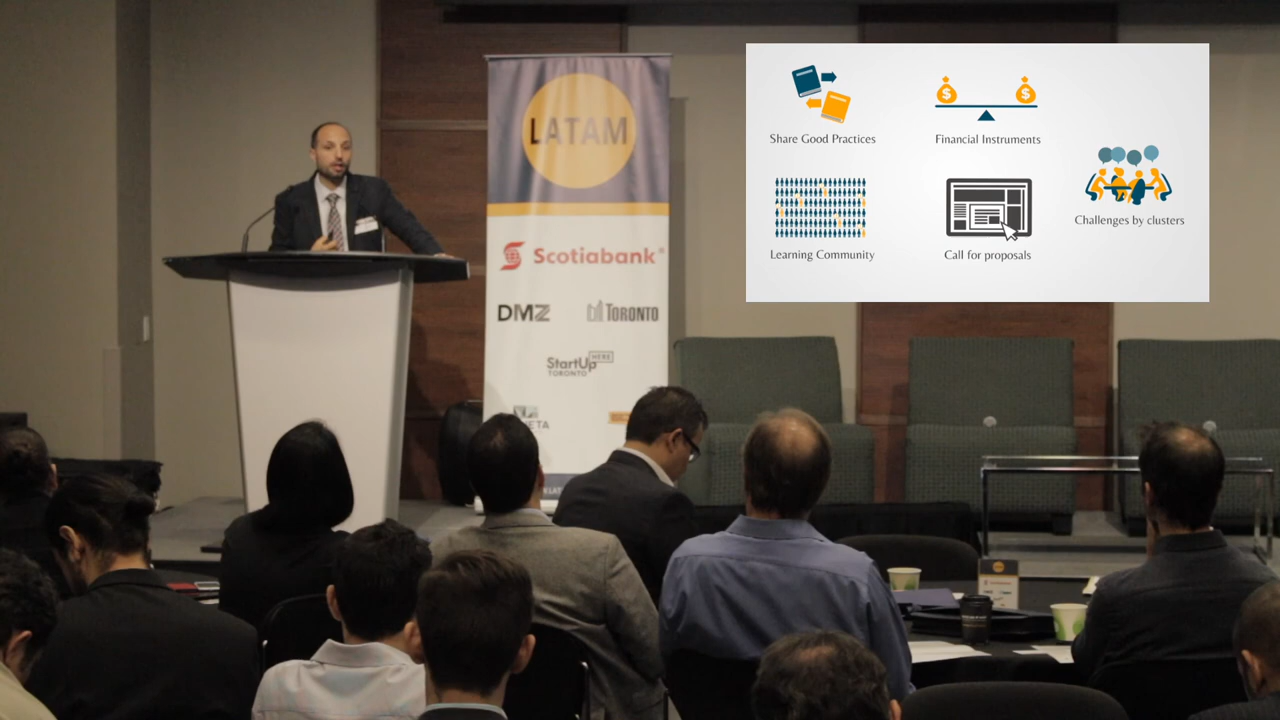 LATAM
Scotiabank
DMZ
TORONTO
StartUp HERE
TORONTO
Share Good Practices
Financial Instruments
Challenges by clusters
Learning Community
Call for proposals